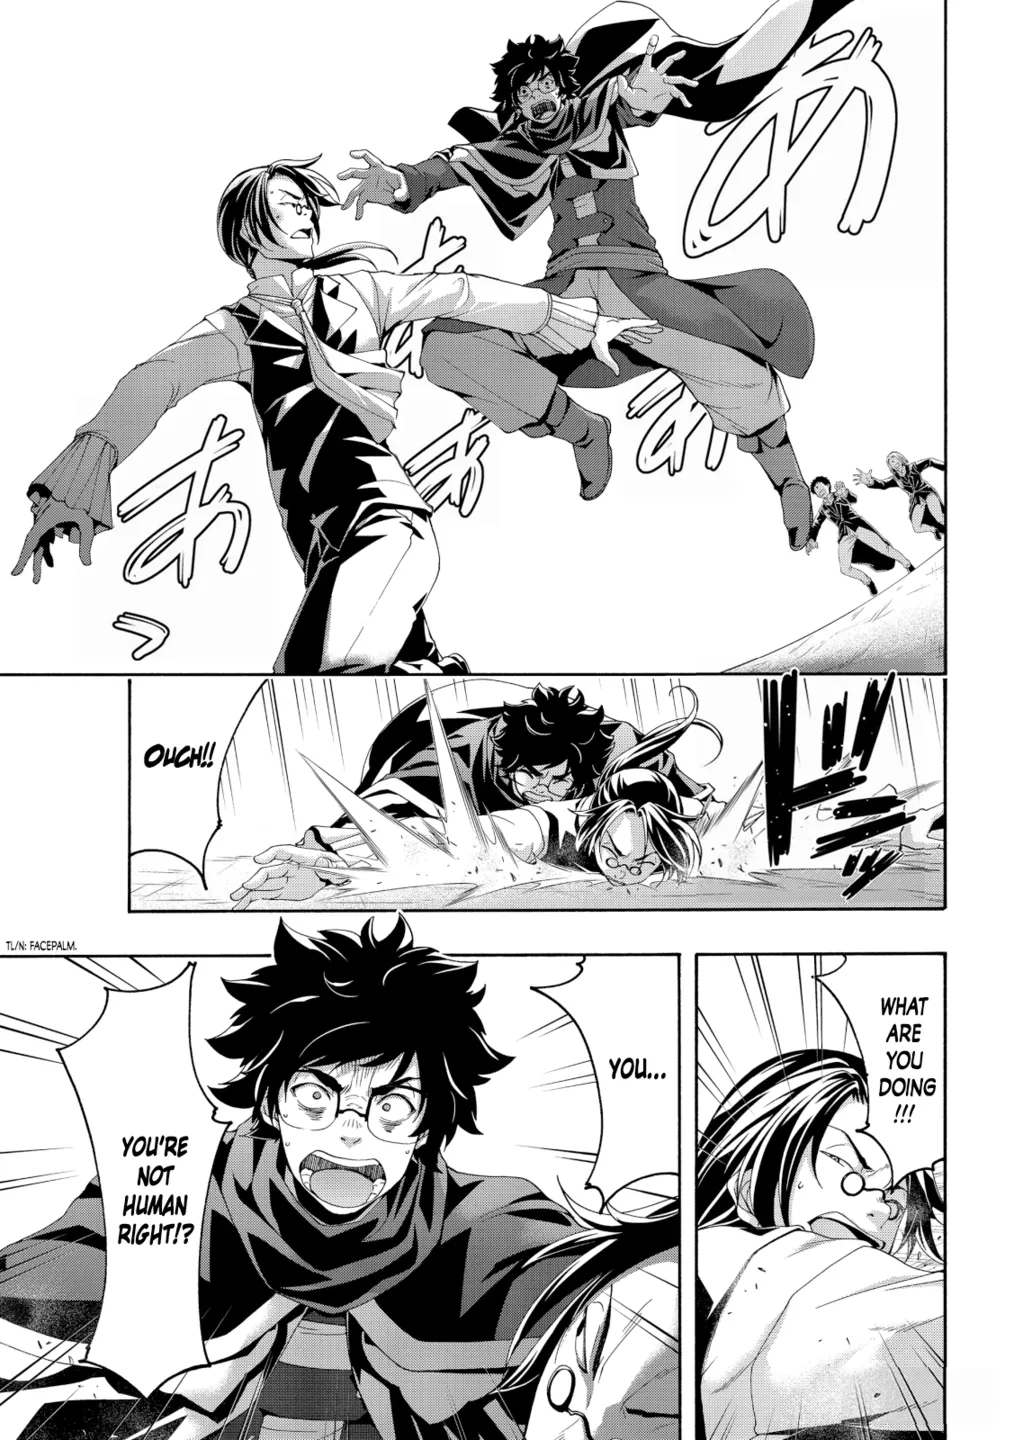 あ
あ
あ
あ
あ
っ
ド
OUCH!!
WHAT
ARE
YOU
DOING
!!!
YOU...
YOU'RE
NOT
HUMAN
RIGHT!?
TL/N: FACEPALM.